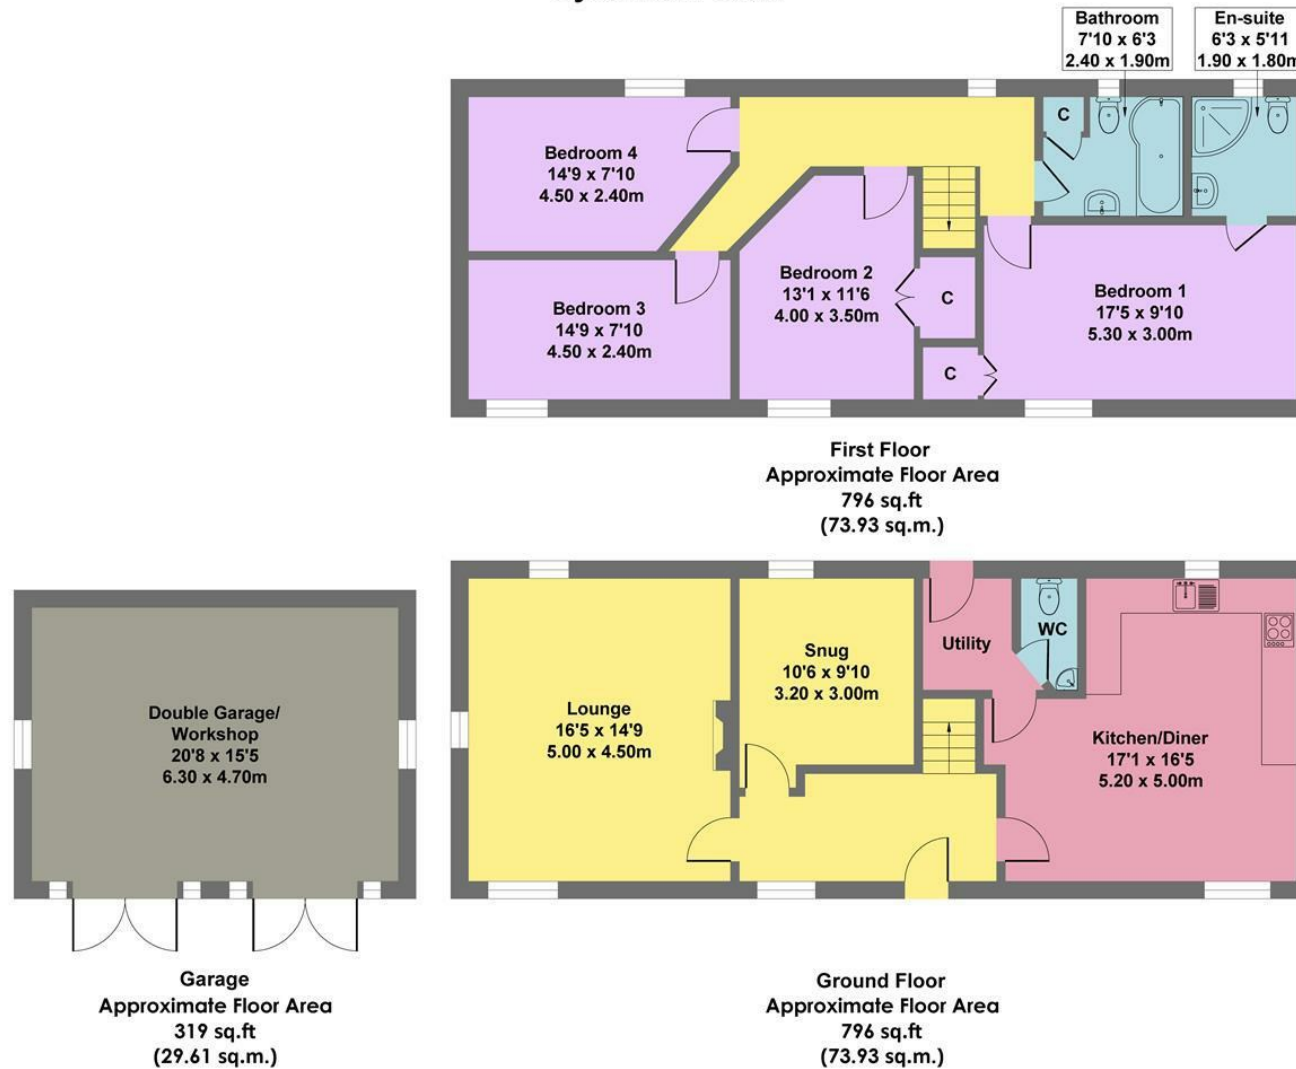 Bathroom
7'10 x 6'3
2.40 x 1.90m
En-suite
6'3 x 5'11
1.90 x 1.80m
C
Bedroom 4
14'9 x 7'10
4.50 x 2.40m
Bedroom 2
13'1 x 11'6
4.00 x 3.50m
C
Bedroom 1
17'5 x 9'10
5.30 x 3.00m
Bedroom 3
14'9 x 7'10
4.50 x 2.40m
C
First Floor
Approximate Floor Area
796 sq.ft
(73.93 sq.m.)
Double Garage/
Workshop
20'8 x 15'5
6.30 x 4.70m
Lounge
16'5 x 14'9
5.00 x 4.50m
Snug
10'6 x 9'10
3.20 x 3.00m
Utility
WC
Kitchen/Diner
17'1 x 16'5
5.20 x 5.00m
Garage
Approximate Floor Area
319 sq.ft
(29.61 sq.m.)
Ground Floor
Approximate Floor Area
796 sq.ft
(73.93 sq.m.)